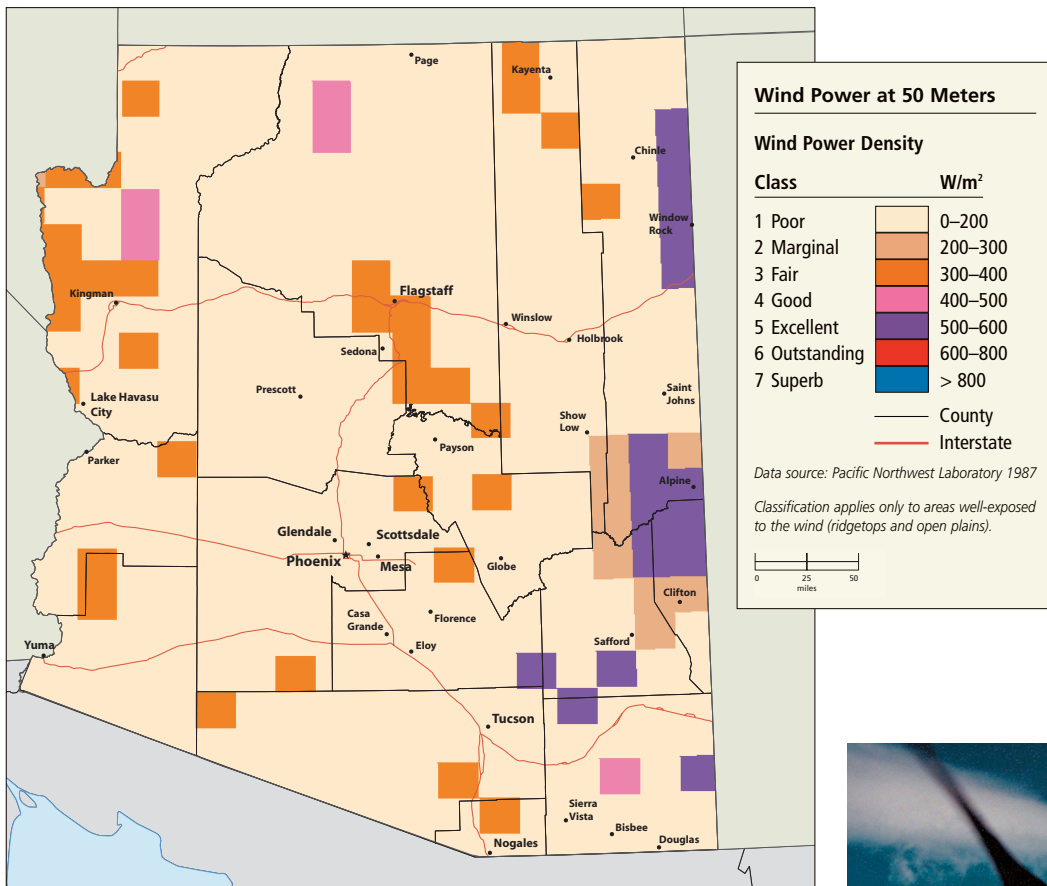 Page
Kayenta
Chinle
Window
Rock
Kingman
Flagstaff
Winslow
Holbrook
Sedona
Prescott
Lake Havasu
City
Saint
Johns
Show
Low
Payson
Parker
Alpine
Glendale
Scottsdale
Phoenix
Mesa
Globe
Clifton
Casa
Grande
Florence
Eloy
Safford
Yuma
Tucson
Sierra
Vista
Bisbee
Douglas
Nogales
Wind Power at 50 Meters
Wind Power Density
Class W/m²
1 Poor 0–200
2 Marginal 200–300
3 Fair 300–400
4 Good 400–500
5 Excellent 500–600
6 Outstanding 600–800
7 Superb > 800
County
Interstate
Data source: Pacific Northwest Laboratory 1987
Classification applies only to areas well-exposed
to the wind (ridgetops and open plains).
0 25 50
miles